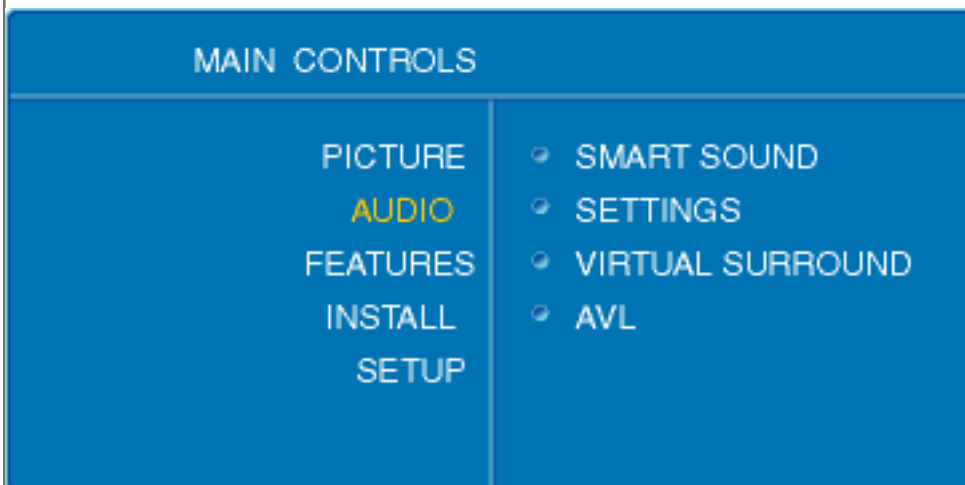 MAIN CONTROLS
PICTURE
AUDIO
FEATURES
INSTALL
SETUP
SMART SOUND
SETTINGS
VIRTUAL SURROUND
AVL